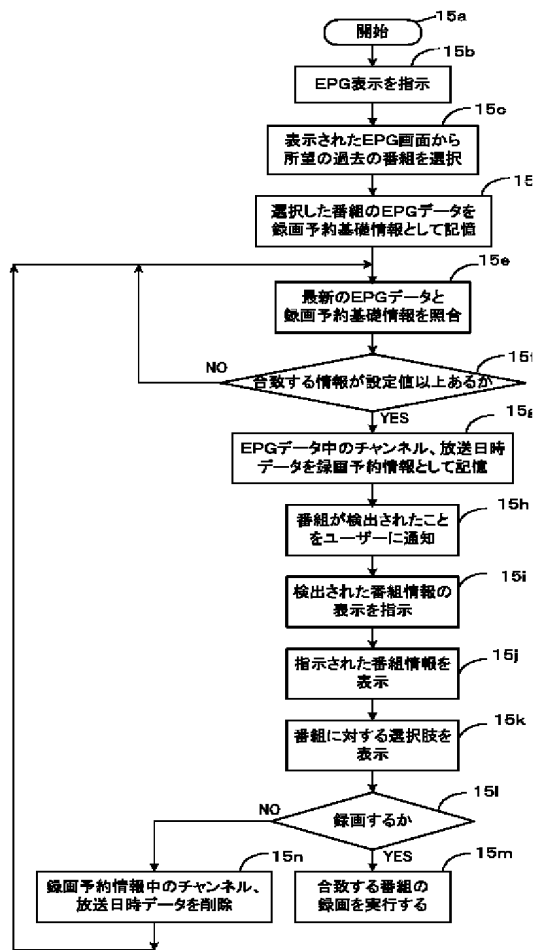 15a
開始
15b
EPG表示を指示
15c
表示されたEPG画面から
所望の過去の番組を選択
15
選択した番組のEPGデータを
録画予約基礎情報として記憶
15e
最新のEPGデータと
録画予約基礎情報を照合
15f
NO
合致する情報が設定値以上あるか
YES
15g
EPGデータ中のチャンネル、放送日時
データを録画予約情報として記憶
15h
番組が検出されたこと
をユーザーに通知
15i
検出された番組情報の
表示を指示
15j
指示された番組情報を
表示
15k
番組に対する選択肢を
表示
15l
NO
録画するか
YES
15n
15m
録画予約情報中のチャンネル、
放送日時データを削除
合致する番組の
録画を実行する